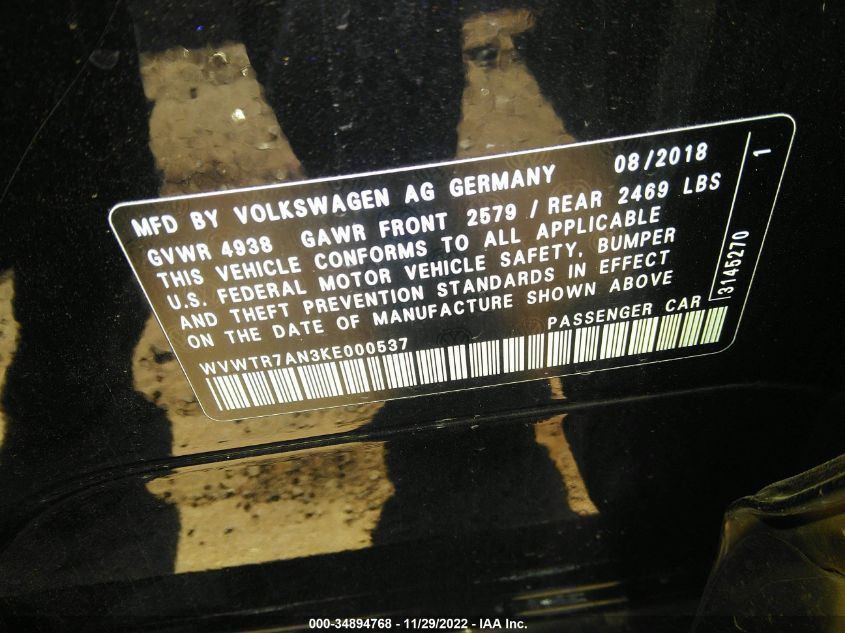 MFD BY VOLKSWAGEN AG GERMANY 08/2018
GVWR 4938 GAWR FRONT 2579 / REAR 2469 LBS
THIS VEHICLE CONFORMS TO ALL APPLICABLE
U.S. FEDERAL MOTOR VEHICLE SAFETY, BUMPER
AND THEFT PREVENTION STANDARDS IN EFFECT
ON THE DATE OF MANUFACTURE SHOWN ABOVE
WVWTR7AN3KE000537 PASSENGER CAR
3145270 1
000-34894768 - 11/29/2022 - IAA Inc.